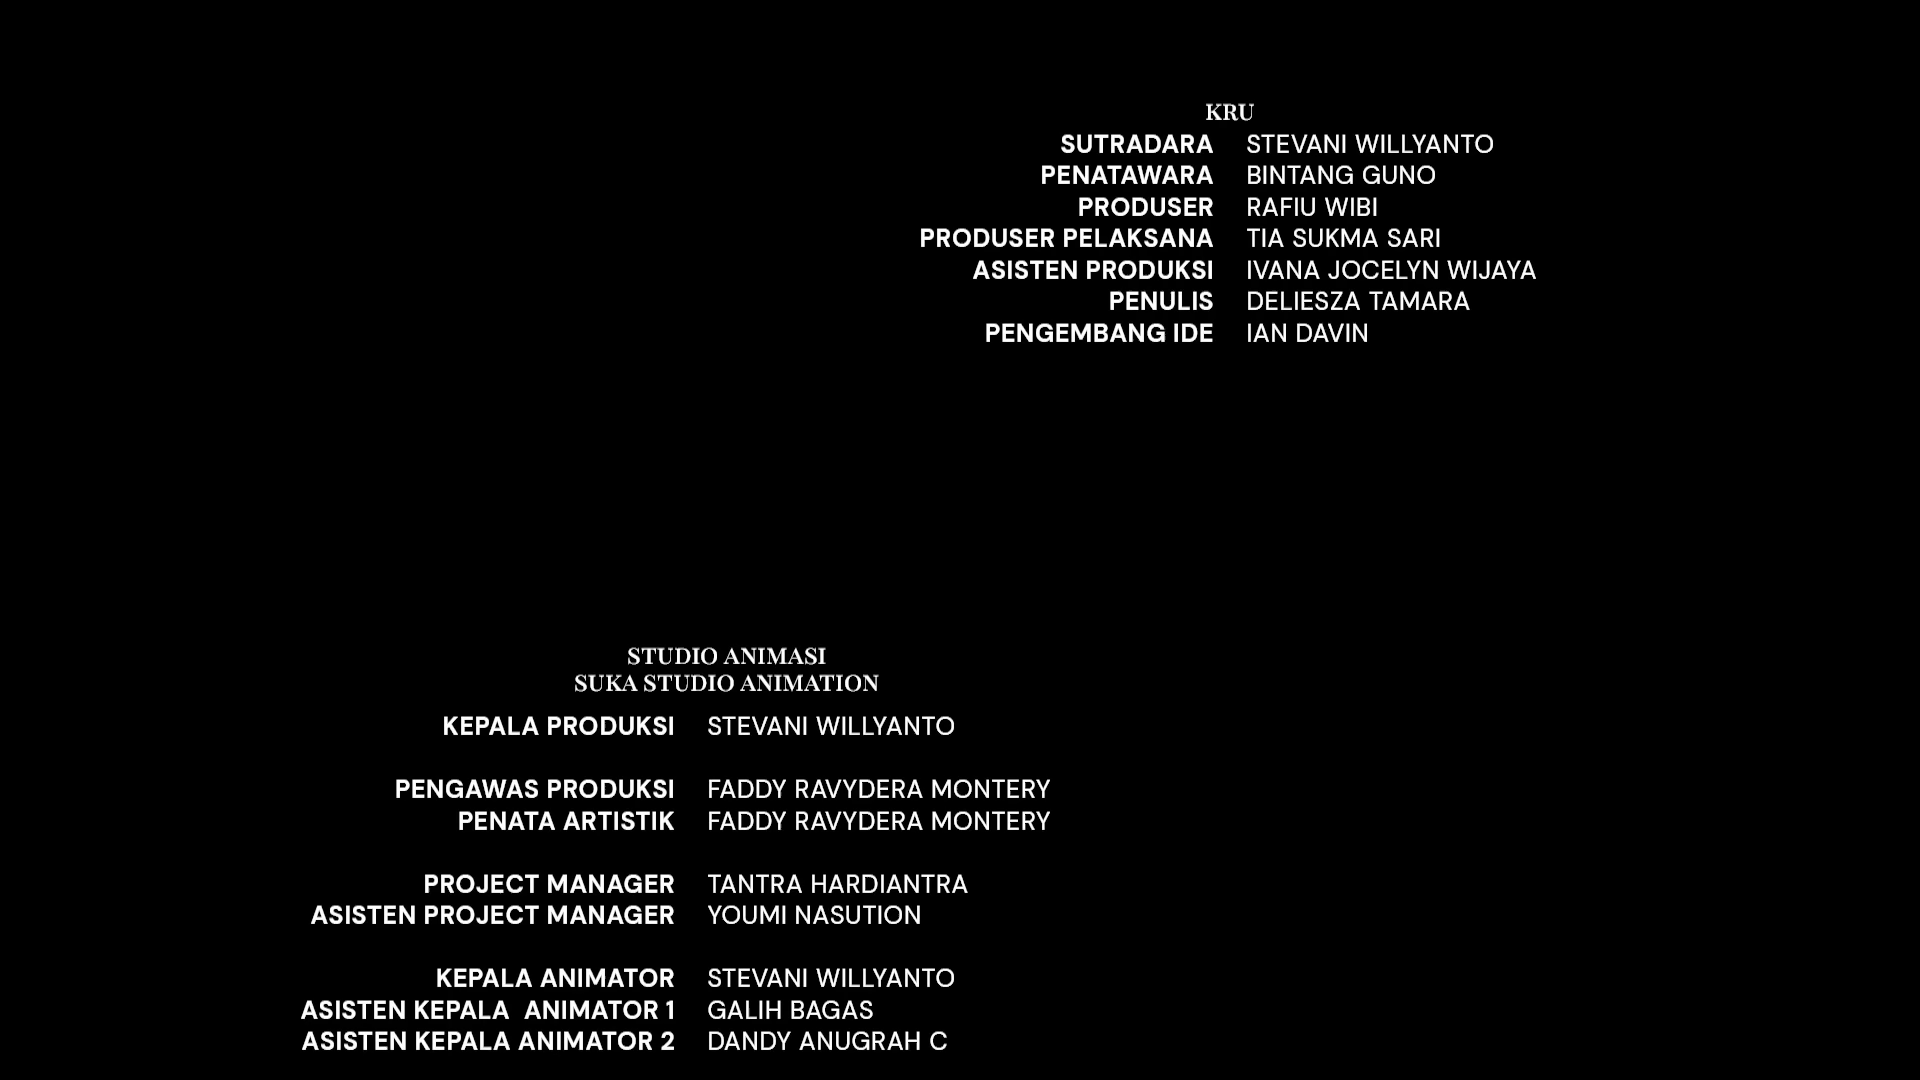 KRU
SUTRADARA STEVANI WILLYANTO
PENATAWARA BINTANG GUNO
PRODUSER RAFIU WIBI
PRODUSER PELAKSANA TIA SUKMA SARI
ASISTEN PRODUKSI IVANA JOCELYN WIJAYA
PENULIS DELIESZA TAMARA
PENGEMBANG IDE IAN DAVIN
STUDIO ANIMASI
SUKA STUDIO ANIMATION
KEPALA PRODUKSI STEVANI WILLYANTO
PENGAWAS PRODUKSI FADDY RAVYDERA MONTERY
PENATA ARTISTIK FADDY RAVYDERA MONTERY
PROJECT MANAGER TANTRA HARDIANTRA
ASISTEN PROJECT MANAGER YOUMI NASUTION
KEPALA ANIMATOR STEVANI WILLYANTO
ASISTEN KEPALA ANIMATOR 1 GALIH BAGAS
ASISTEN KEPALA ANIMATOR 2 DANDY ANUGRAH C